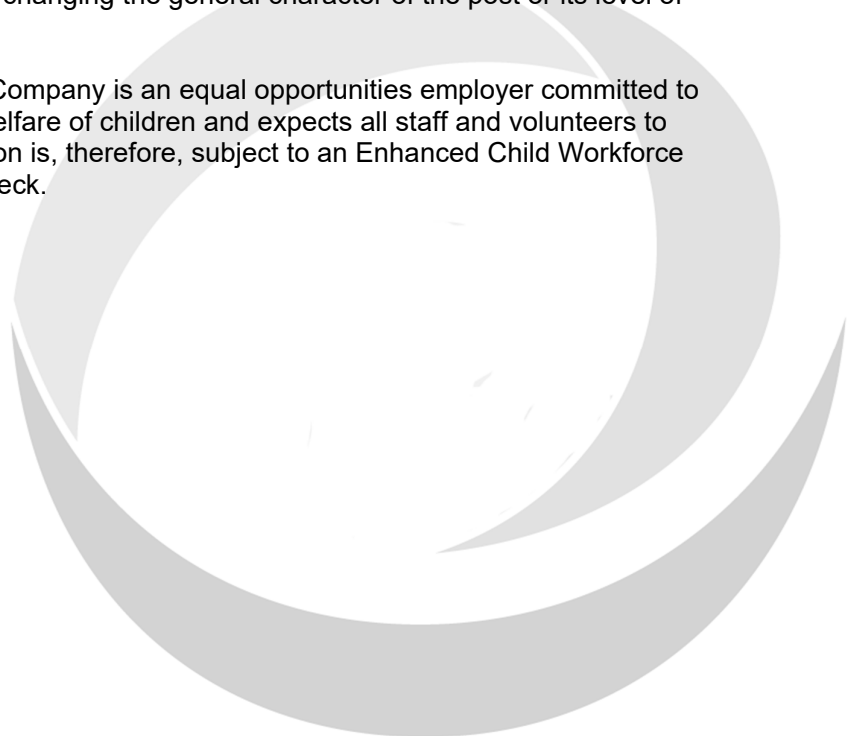 changing the general character of the post or its level of
Company is an equal opportunities employer committed to
elfare of children and expects all staff and volunteers to
on is, therefore, subject to an Enhanced Child Workforce
eck.